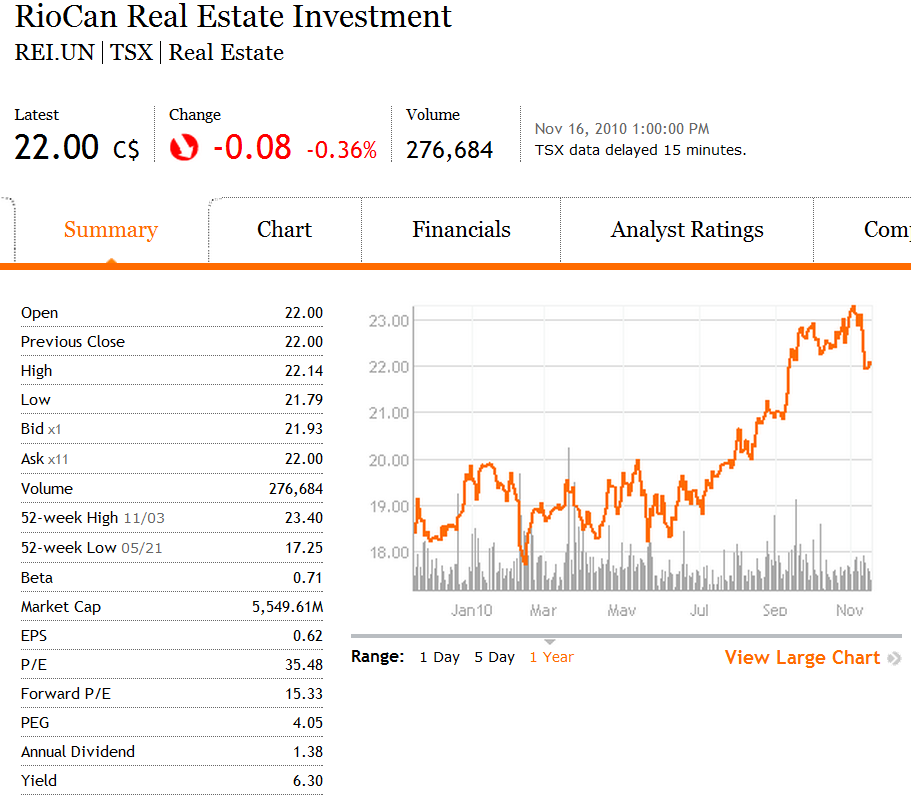 RioCan Real Estate Investment
REI.UN | TSX | Real Estate
Latest Change Volume
22.00 C$ -0.08 -0.36% 276,684
Nov 16, 2010 1:00:00 PM
TSX data delayed 15 minutes.
Summary Chart Financials Analyst Ratings Comp
Open 22.00
Previous Close 22.00
High 22.14
Low 21.79
Bid x1 21.93
Ask x11 22.00
Volume 276,684
52-week High 11/03 23.40
52-week Low 05/21 17.25
Beta 0.71
Market Cap 5,549.61M
EPS 0.62
P/E 35.48
Forward P/E 15.33
PEG 4.05
Annual Dividend 1.38
Yield 6.30
23.00
22.00
21.00
20.00
19.00
18.00
Jan10 Mar May Jul Sep Nov
Range: 1 Day 5 Day 1 Year View Large Chart